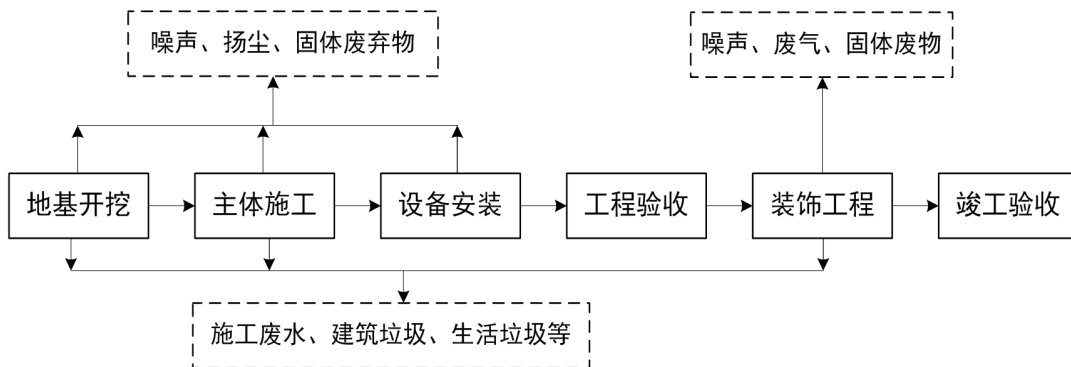 噪声、扬尘、固体废弃物
噪声、废气、固体废物
地基开挖
主体施工
设备安装
工程验收
装饰工程
竣工验收
施工废水、建筑垃圾、生活垃圾等